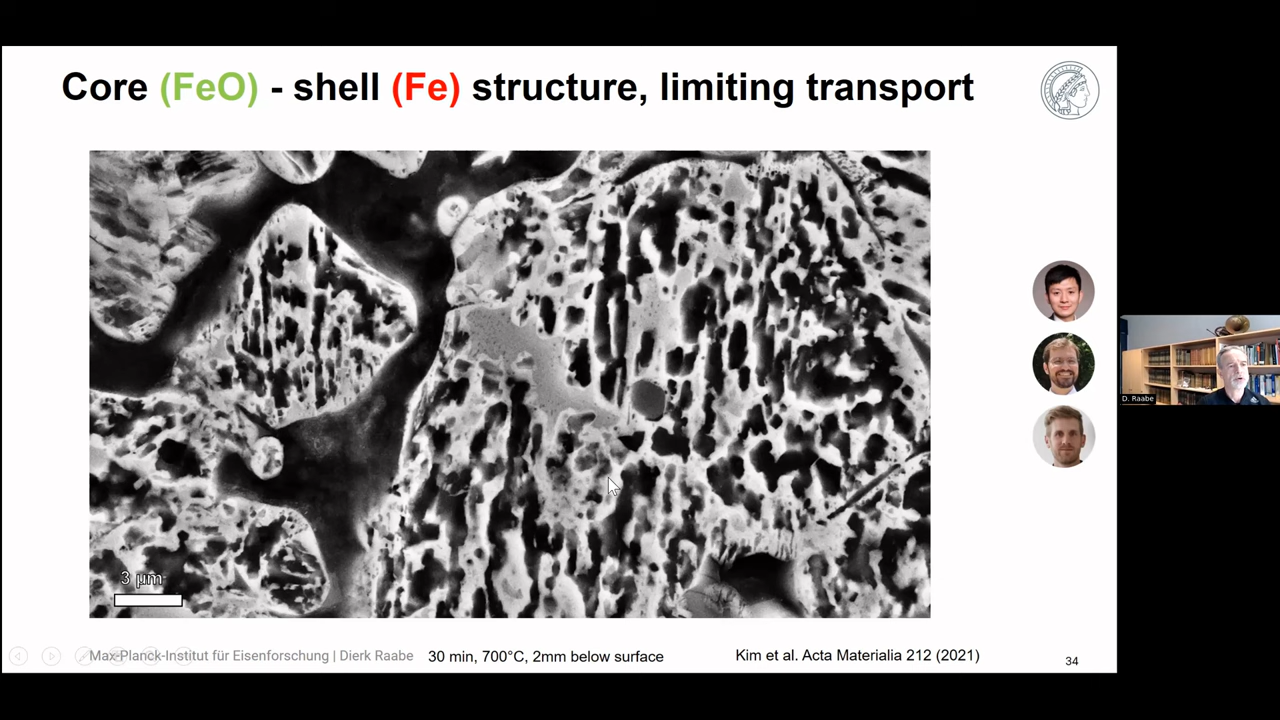 Core (FeO) - shell (Fe) structure, limiting transport
D. Raabe
3 µm
Max-Planck-Institut für Eisenforschung | Dierk Raabe
30 min, 700°C, 2mm below surface
Kim et al. Acta Materialia 212 (2021)
34